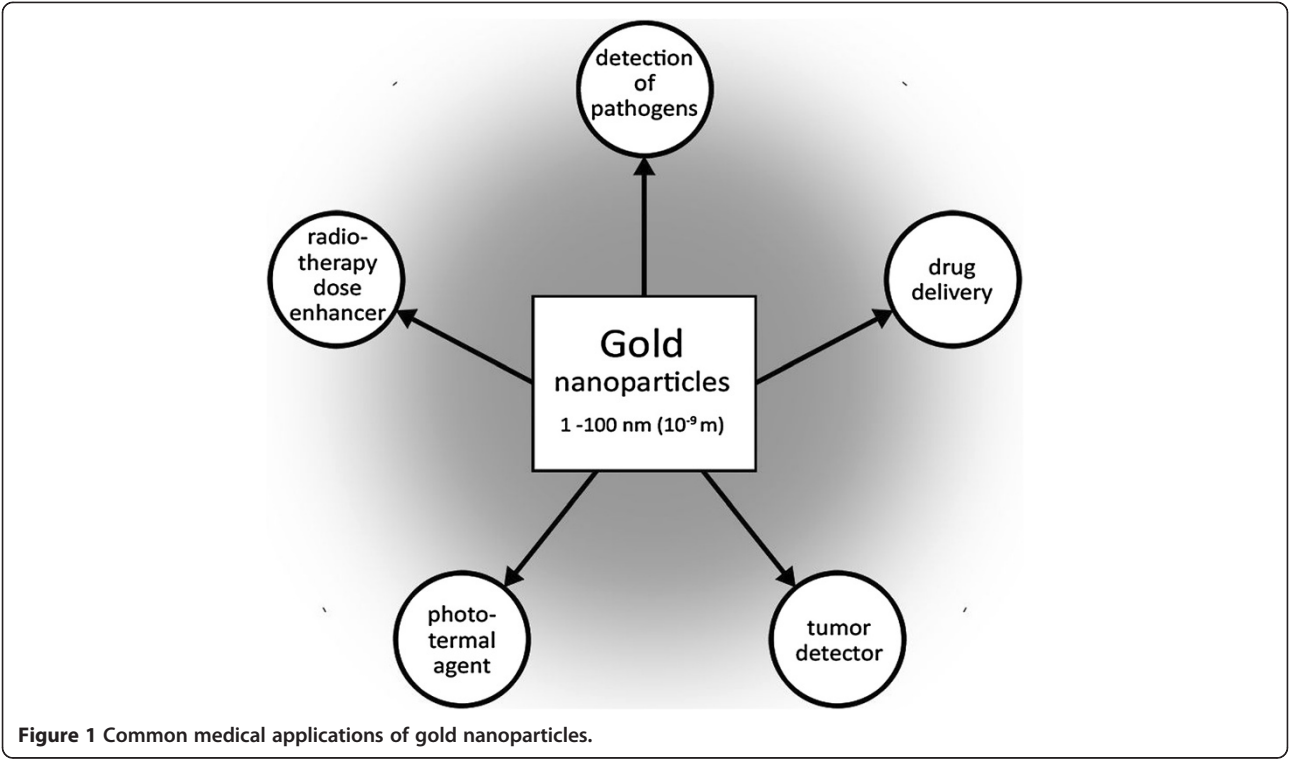 detection
of
pathogens
radio-
therapy
dose
enhancer
drug
delivery
Gold
nanoparticles
1 -100 nm (10⁻⁹ m)
photo-
termal
agent
tumor
detector
Figure 1 Common medical applications of gold nanoparticles.